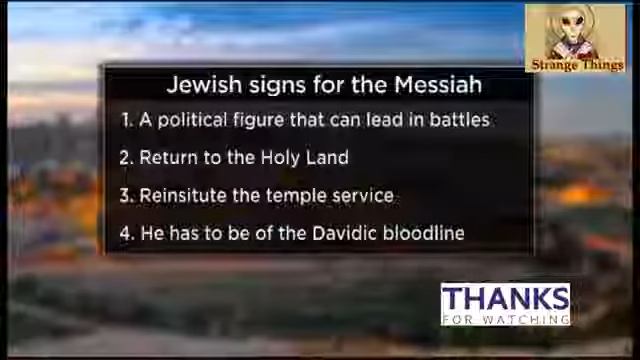 Strange Things
Jewish signs for the Messiah
1. A political figure that can lead in battles
2. Return to the Holy Land
3. Reinsitute the temple service
4. He has to be of the Davidic bloodline
THANKS
FOR WATCHING